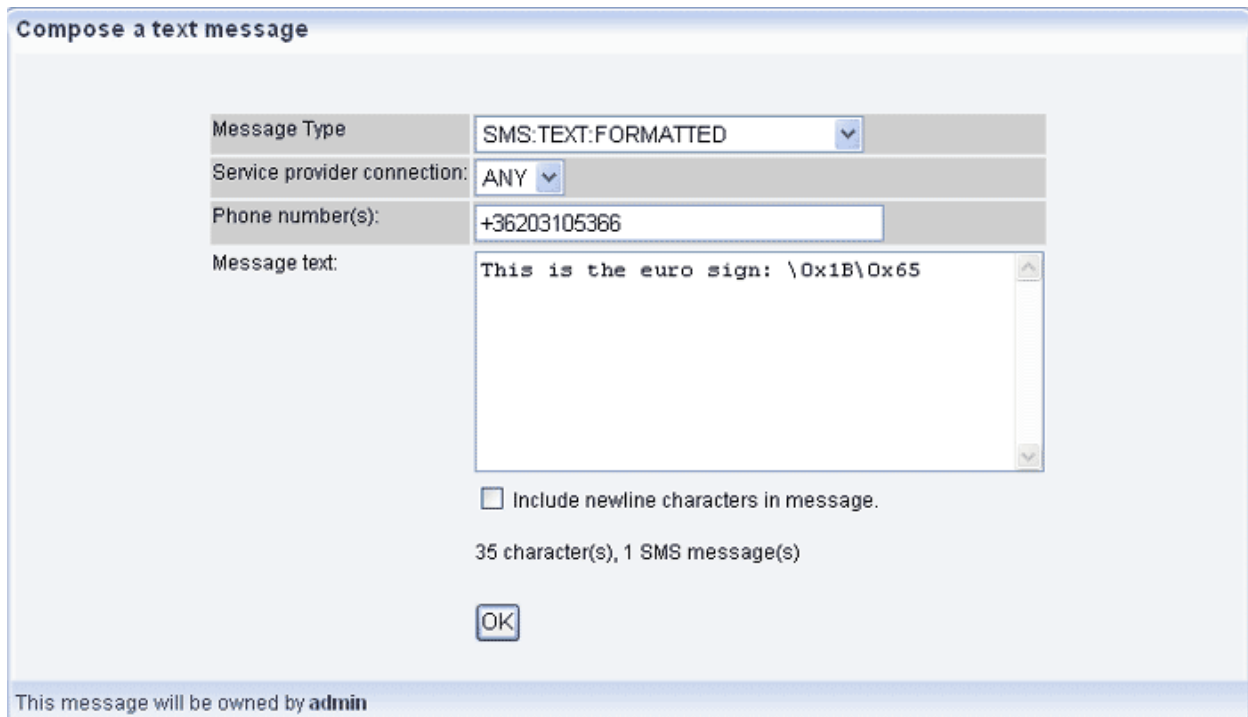 Compose a text message
Message Type SMS:TEXT:FORMATTED
Service provider connection: ANY
Phone number(s): +36203105366
Message text: This is the euro sign: \0x1B\0x65
Include newline characters in message.
35 character(s), 1 SMS message(s)
OK
This message will be owned by admin